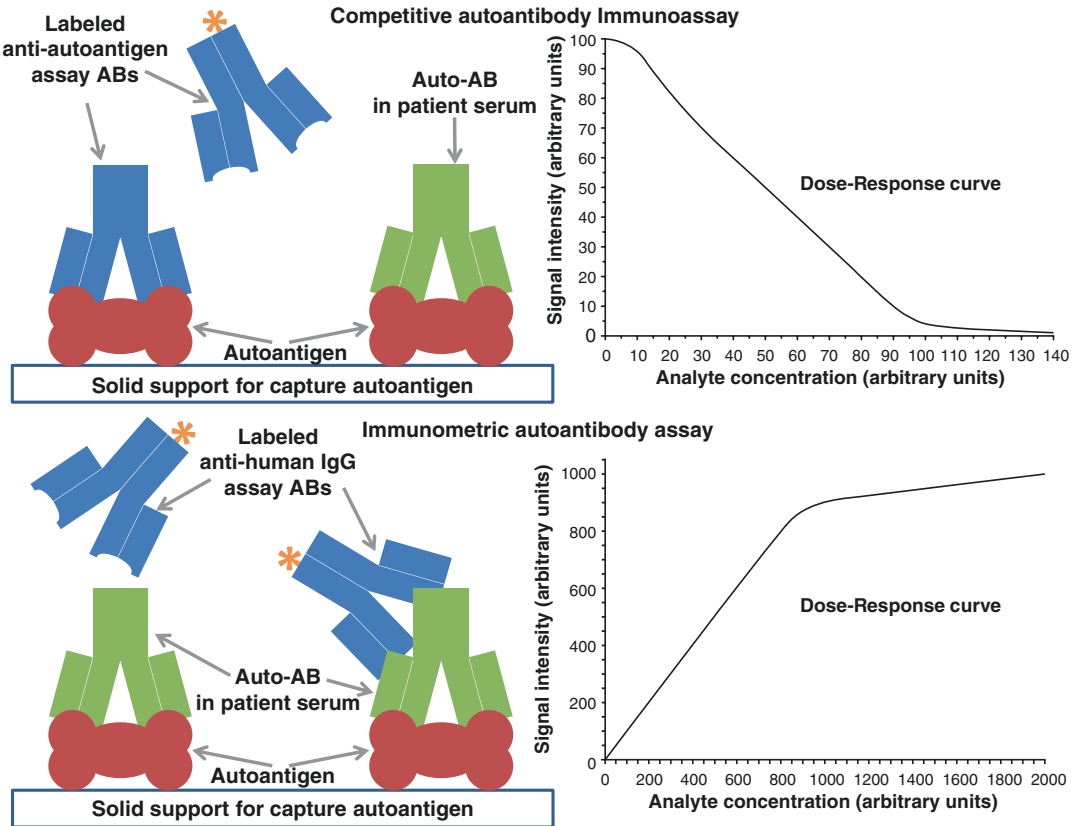 Competitive autoantibody Immunoassay
Labeled
anti-autoantigen
assay ABs
Auto-AB
in patient serum
Autoantigen
Solid support for capture autoantigen
Signal intensity (arbitrary units)
100
90
80
70
60
50
40
30
20
10
0
Dose-Response curve
0 10 20 30 40 50 60 70 80 90 100 110 120 130 140
Analyte concentration (arbitrary units)
Immunometric autoantibody assay
Labeled
anti-human IgG
assay ABs
Auto-AB
in patient serum
Autoantigen
Solid support for capture autoantigen
Signal intensity (arbitrary units)
1000
800
600
400
200
0
Dose-Response curve
0 200 400 600 800 1000 1200 1400 1600 1800 2000
Analyte concentration (arbitrary units)